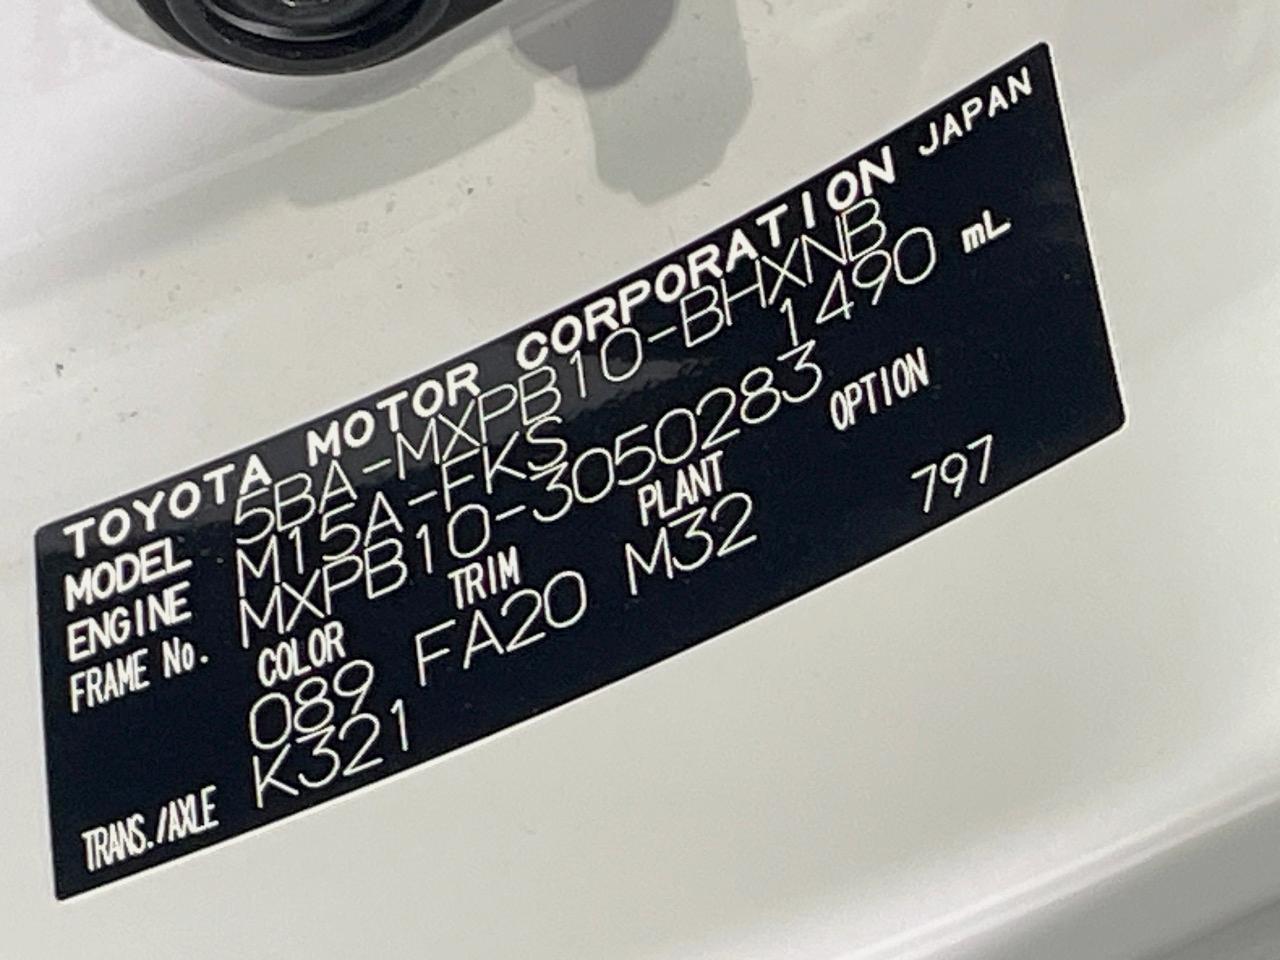 TOYOTA MOTOR CORPORATION JAPAN
MODEL 5BA-MXPB10-BHXNB
ENGINE M15A-FKS 1490 mL
FRAME No. MXPB10-3050283
COLOR TRIM PLANT OPTION
089 FA20 M32 797
TRANS./AXLE K321